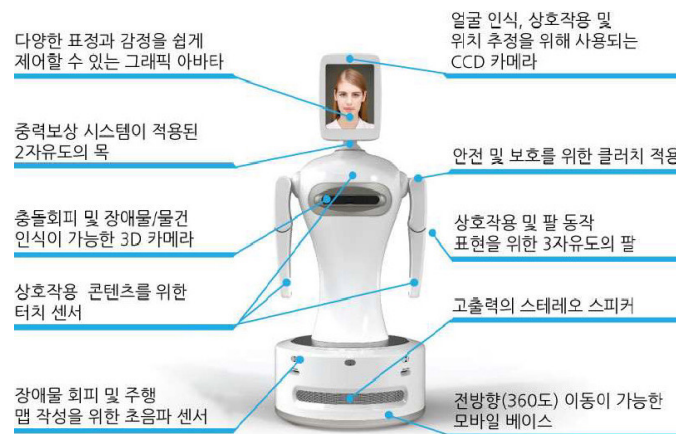 다양한 표정과 감정을 쉽게
제어할 수 있는 그래픽 아바타
중력보상 시스템이 적용된
2자유도의 목
충돌회피 및 장애물/물건
인식이 가능한 3D 카메라
상호작용 콘텐츠를 위한
터치 센서
장애물 회피 및 주행
맵 작성을 위한 초음파 센서
얼굴 인식, 상호작용 및
위치 추정을 위해 사용되는
CCD 카메라
안전 및 보호를 위한 클러치 적용
상호작용 및 팔 동작
표현을 위한 3자유도의 팔
고출력의 스테레오 스피커
전방향(360도) 이동이 가능한
모바일 베이스